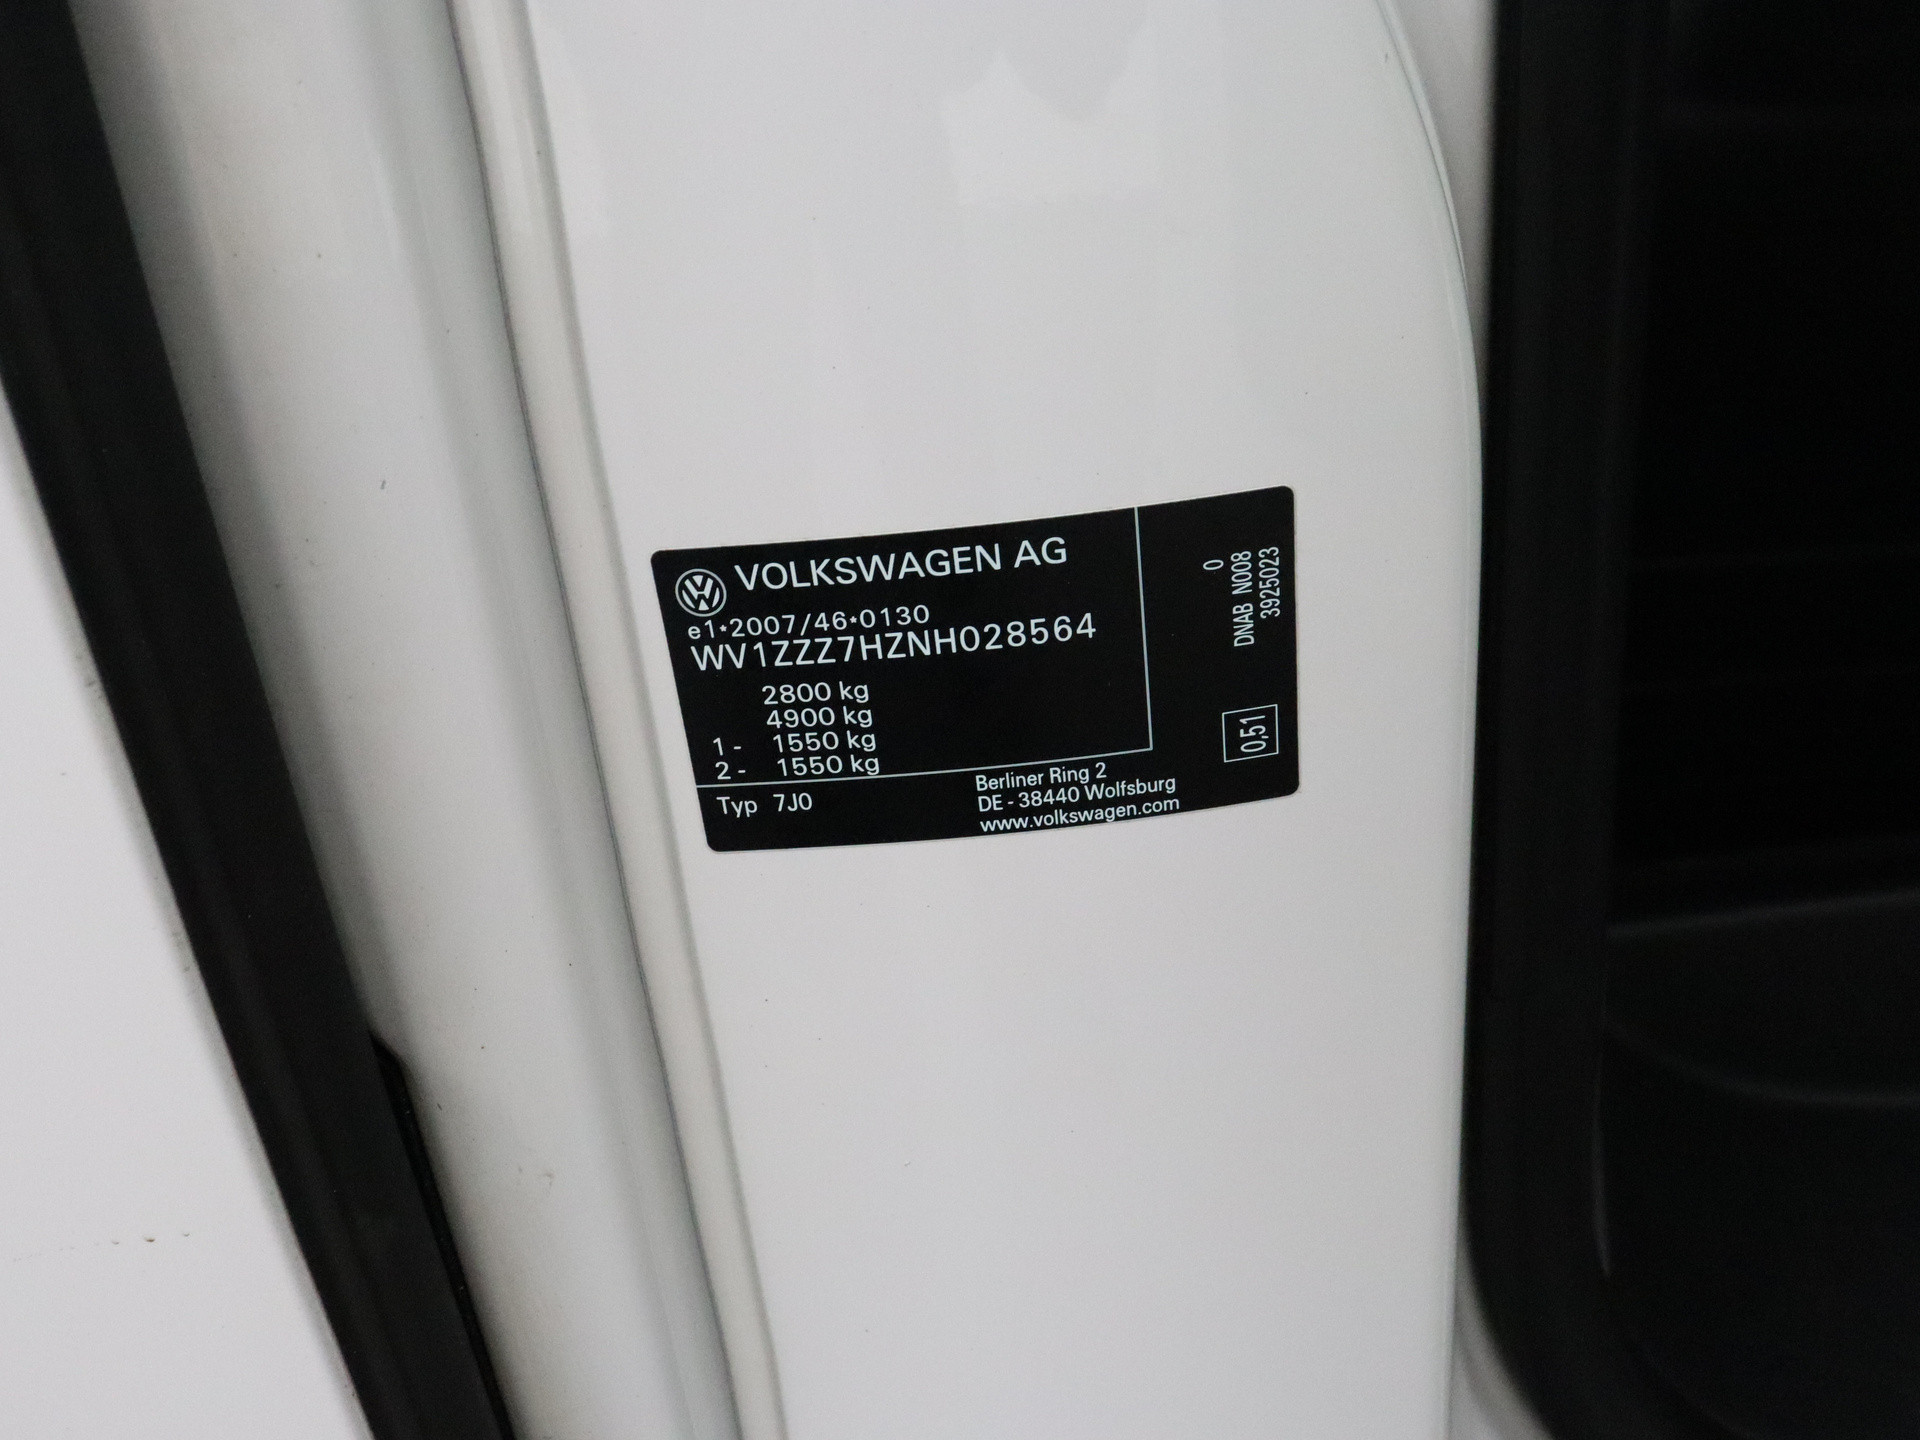 VOLKSWAGEN AG
e1*2007/46*0130
WV1ZZZ7HZNH028564
2800 kg
4900 kg
1 - 1550 kg
2 - 1550 kg
Typ 7J0
Berliner Ring 2
DE - 38440 Wolfsburg
www.volkswagen.com
0
DNAB N008
3925023
0,51